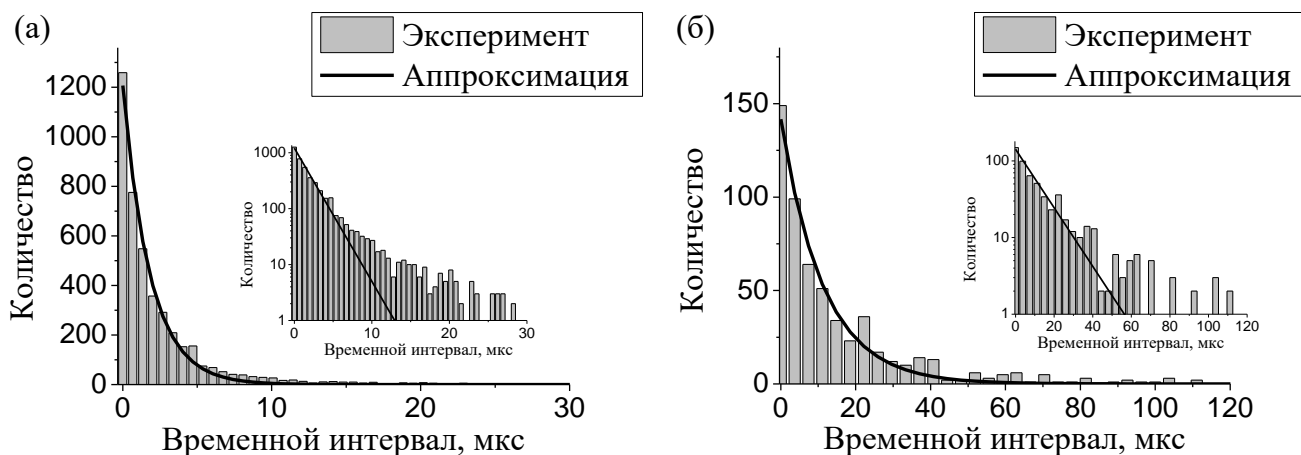 (а)
Эксперимент
Аппроксимация
Количество
1200
1000
800
600
400
200
0
0 10 20 30
Временной интервал, мкс
Количество
1000
100
10
1
0 10 20 30
Временной интервал, мкс
(б)
Эксперимент
Аппроксимация
Количество
150
100
50
0
0 20 40 60 80 100 120
Временной интервал, мкс
Количество
100
10
1
0 20 40 60 80 100 120
Временной интервал, мкс